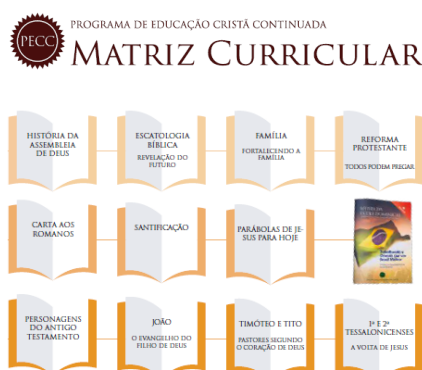 PECC
PROGRAMA DE EDUCAÇÃO CRISTÃ CONTINUADA
MATRIZ CURRICULAR
HISTÓRIA DA
ASSEMBLEIA
DE DEUS
ESCATOLOGIA
BÍBLICA
REVELAÇÃO DO
FUTURO
FAMÍLIA
FORTALECENDO A
FAMÍLIA
REFORMA
PROTESTANTE
TODOS PODEM PREGAR
CARTA AOS
ROMANOS
SANTIFICAÇÃO
PARÁBOLAS DE JE-
SUS PARA HOJE
PERSONAGENS
DO ANTIGO
TESTAMENTO
JOÃO
O EVANGELHO DO
FILHO DE DEUS
TIMÓTEO E TITO
PASTORES SEGUNDO
O CORAÇÃO DE DEUS
1ª E 2ª
TESSALONICENSES
A VOLTA DE JESUS